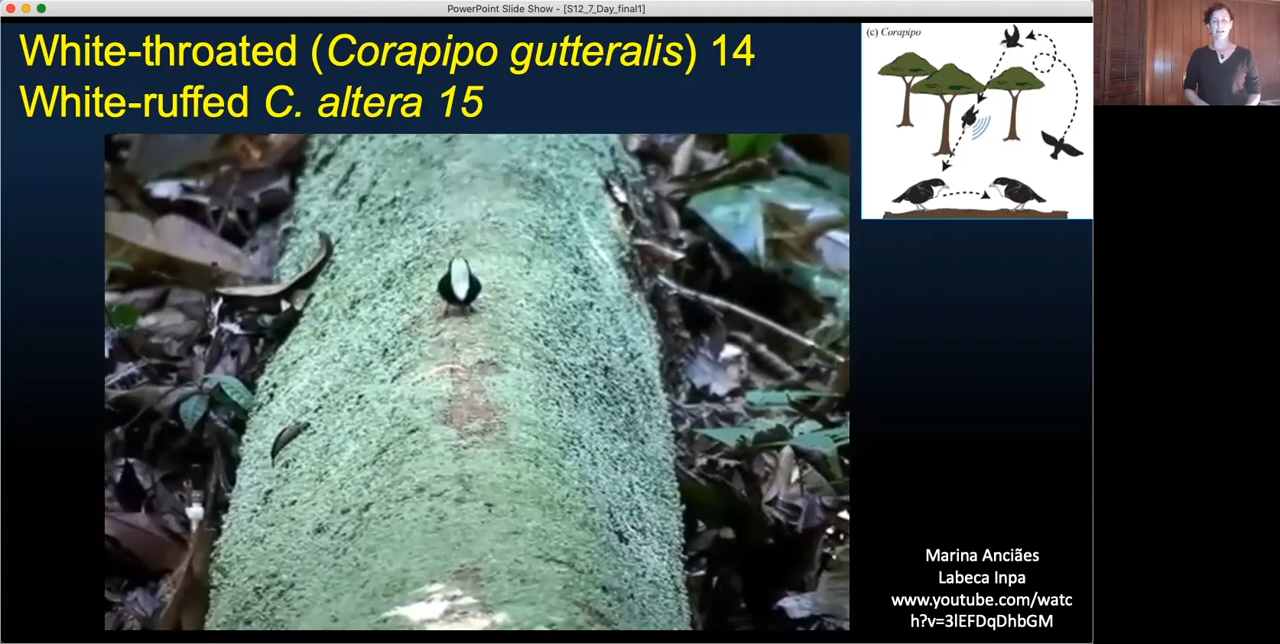 PowerPoint Slide Show - [S12_7_Day_final1]
White-throated (Corapipo gutteralis) 14
White-ruffed C. altera 15
(c) Corapipo
Marina Anciães
Labeca Inpa
www.youtube.com/watc
h?v=3lEFDqDhbGM